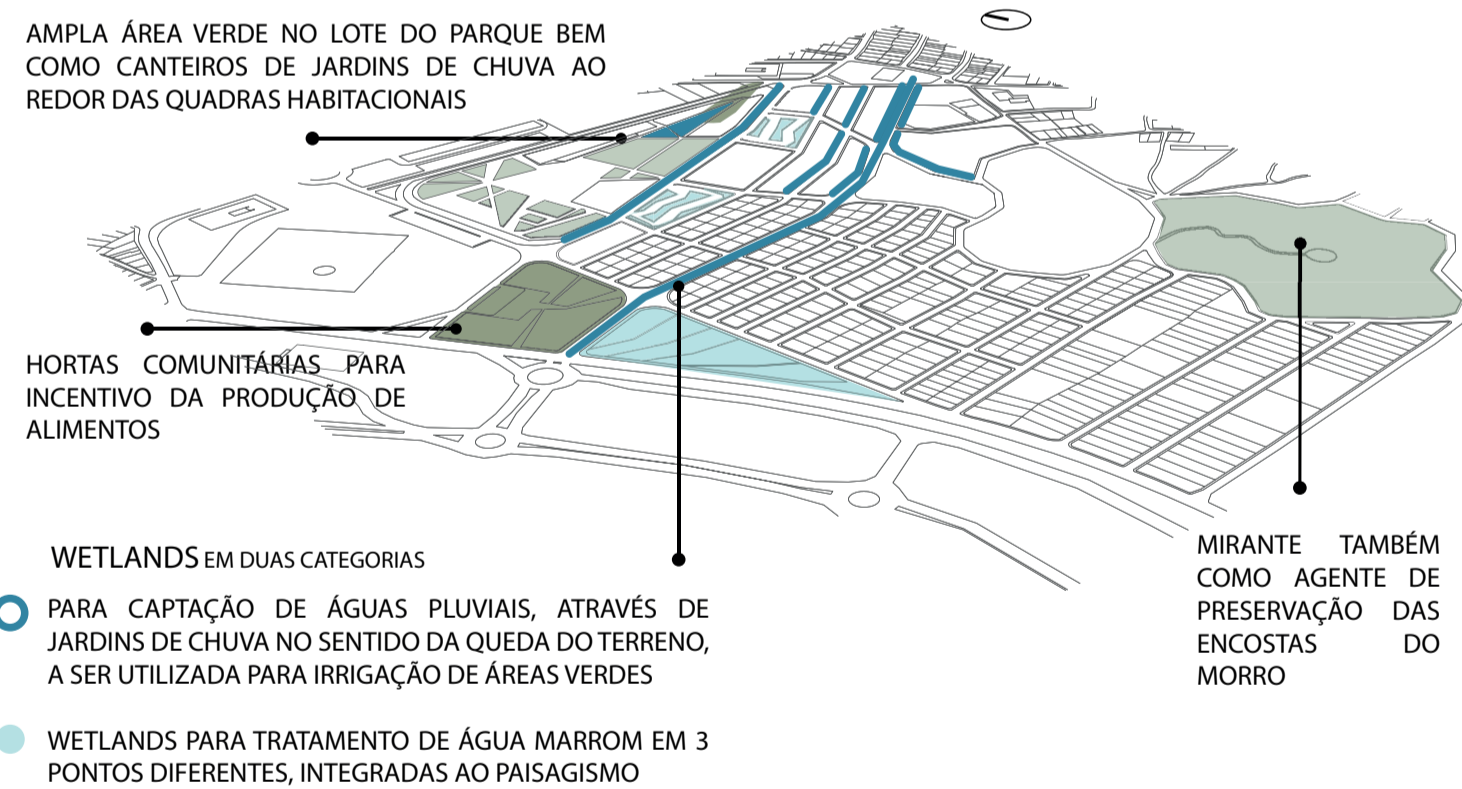 AMPLA ÁREA VERDE NO LOTE DO PARQUE BEM
COMO CANTEIROS DE JARDINS DE CHUVA AO
REDOR DAS QUADRAS HABITACIONAIS
HORTAS COMUNITÁRIAS PARA
INCENTIVO DA PRODUÇÃO DE
ALIMENTOS
WETLANDS EM DUAS CATEGORIAS
PARA CAPTAÇÃO DE ÁGUAS PLUVIAIS, ATRAVÉS DE
JARDINS DE CHUVA NO SENTIDO DA QUEDA DO TERRENO,
A SER UTILIZADA PARA IRRIGAÇÃO DE ÁREAS VERDES
WETLANDS PARA TRATAMENTO DE ÁGUA MARROM EM 3
PONTOS DIFERENTES, INTEGRADAS AO PAISAGISMO
MIRANTE TAMBÉM
COMO AGENTE DE
PRESERVAÇÃO DAS
ENCOSTAS DO
MORRO